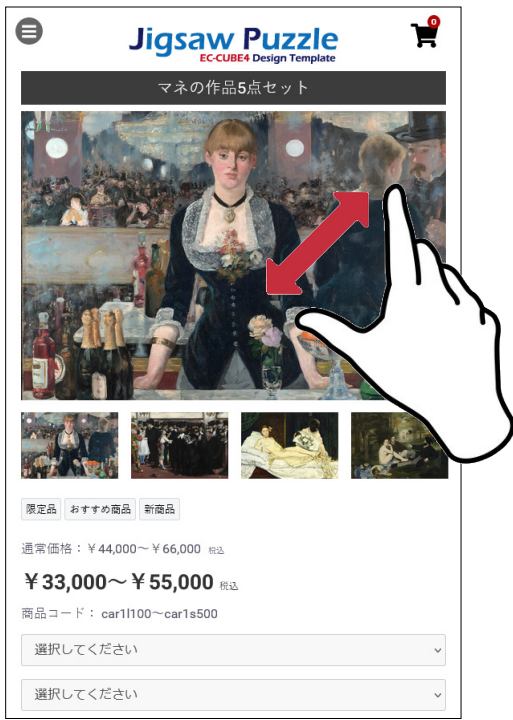 0
Jigsaw Puzzle
EC-CUBE4 Design Template
マネの作品5点セット
限定品 おすすめ商品 新商品
通常価格：￥44,000～￥66,000 税込
￥33,000～￥55,000 税込
商品コード： car1l100～car1s500
選択してください
選択してください